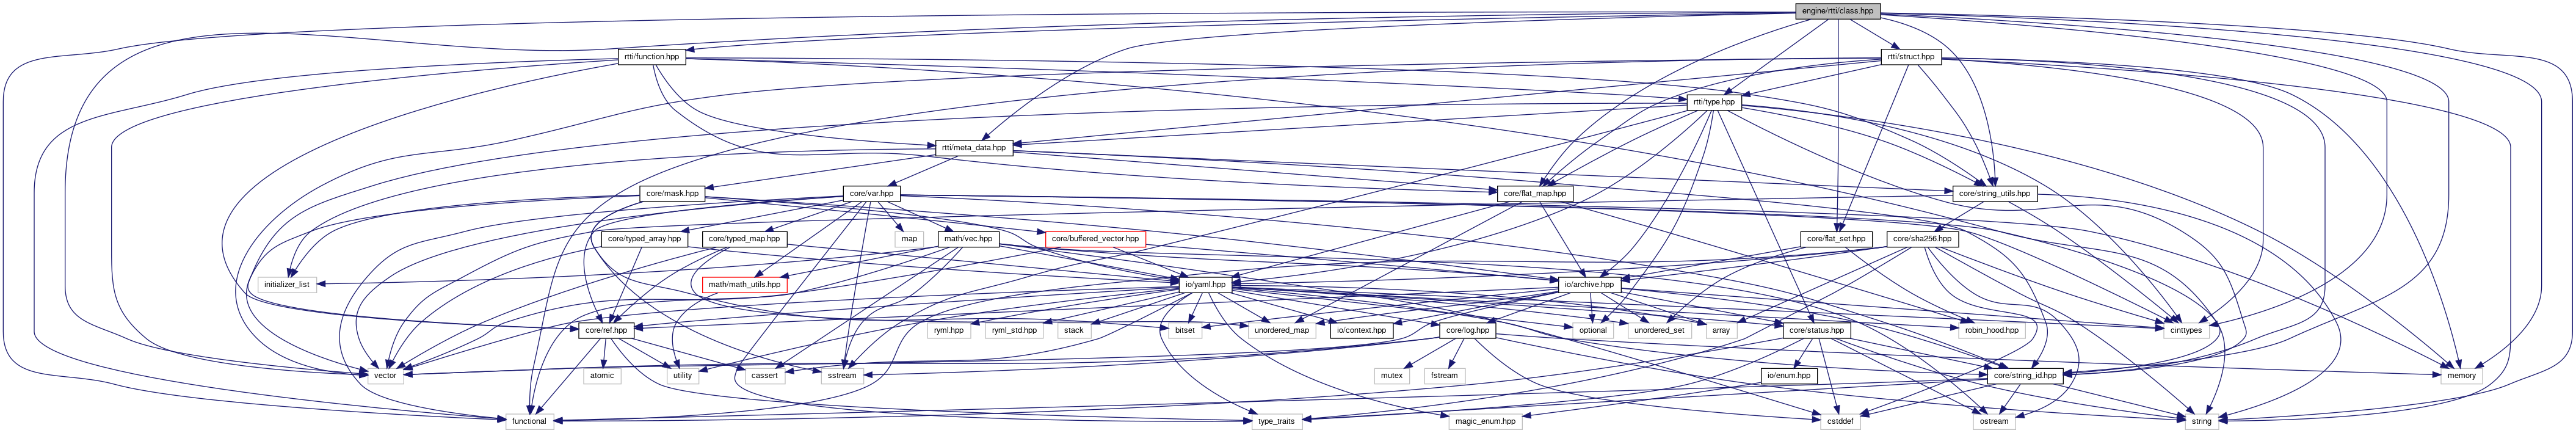 engine/rtti/class.hpp
rtti/function.hpp
rtti/struct.hpp
rtti/type.hpp
rtti/meta_data.hpp
core/mask.hpp
core/var.hpp
core/flat_map.hpp
core/string_utils.hpp
core/typed_array.hpp
core/typed_map.hpp
map
math/vec.hpp
core/buffered_vector.hpp
core/flat_set.hpp
core/sha256.hpp
initializer_list
math/math_utils.hpp
io/yaml.hpp
io/archive.hpp
core/ref.hpp
ryml.hpp
ryml_std.hpp
stack
bitset
unordered_map
io/context.hpp
core/log.hpp
optional
unordered_set
array
core/status.hpp
robin_hood.hpp
cinttypes
vector
atomic
utility
cassert
sstream
mutex
fstream
io/enum.hpp
core/string_id.hpp
memory
functional
type_traits
magic_enum.hpp
cstddef
ostream
string